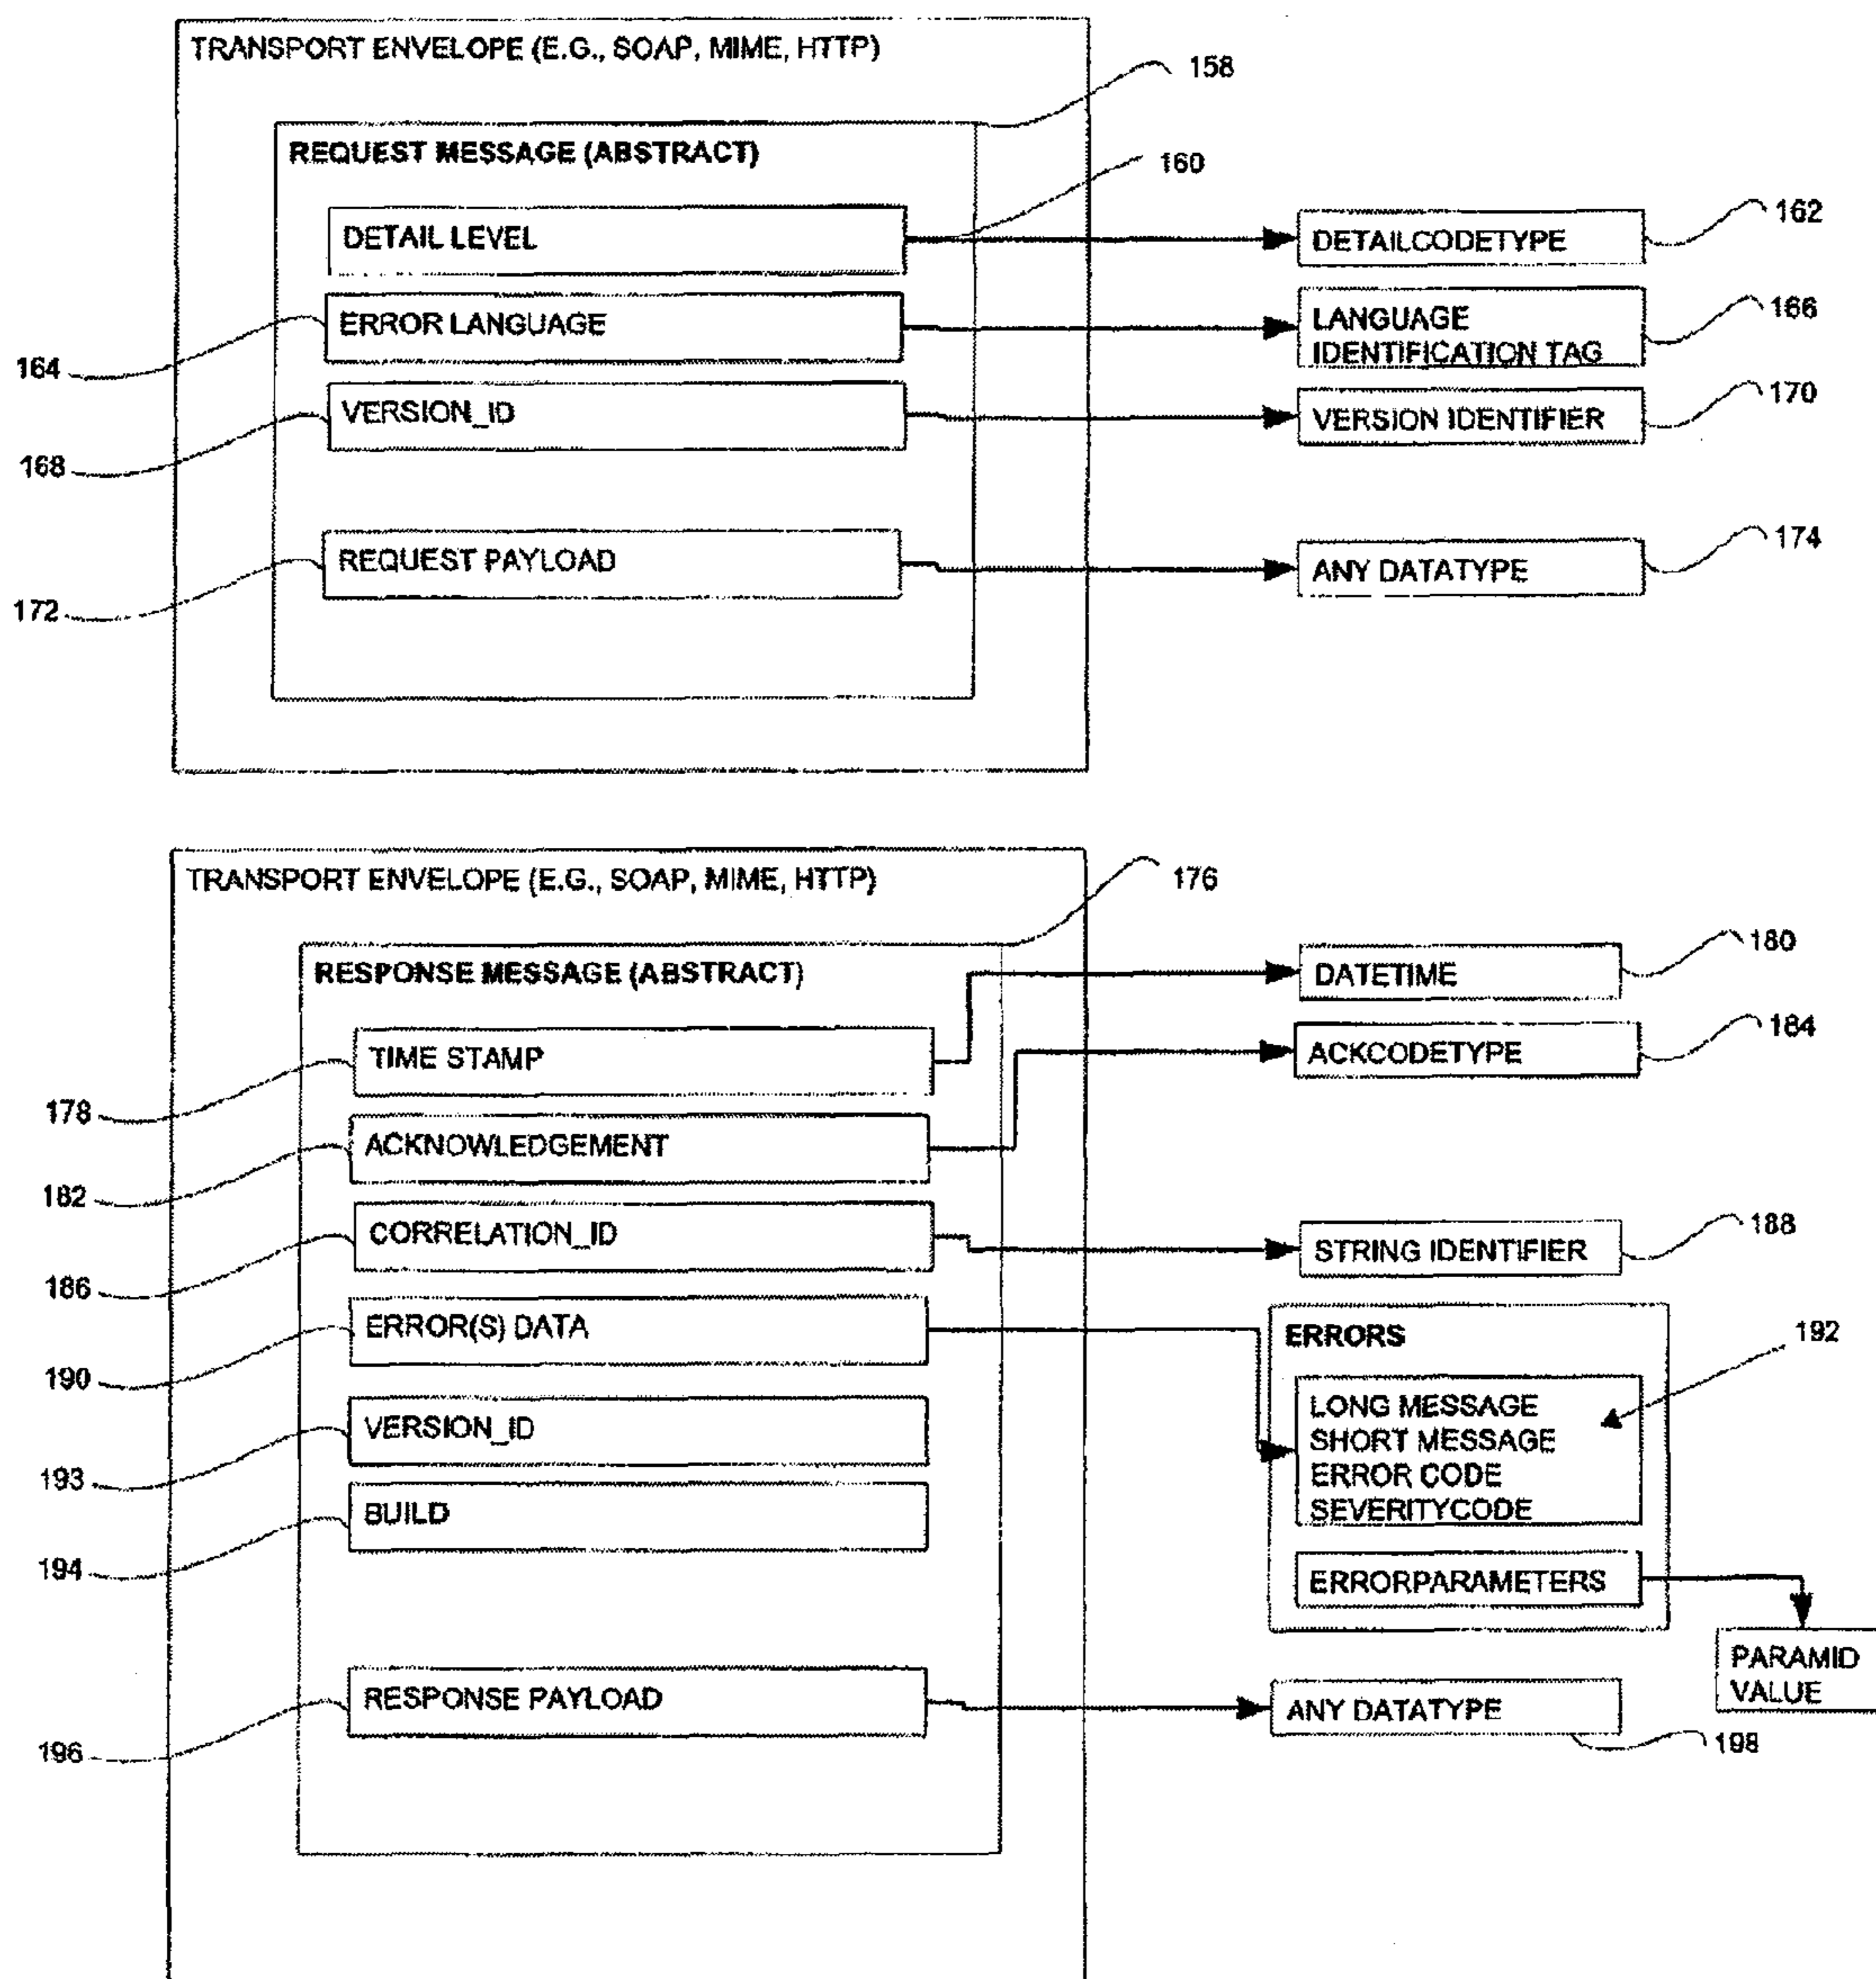 TRANSPORT ENVELOPE (E.G., SOAP, MIME, HTTP)
158
REQUEST MESSAGE (ABSTRACT)
160
DETAIL LEVEL
DETAILCODETYPE
162
164
ERROR LANGUAGE
LANGUAGE
IDENTIFICATION TAG
166
168
VERSION_ID
VERSION IDENTIFIER
170
172
REQUEST PAYLOAD
ANY DATATYPE
174
TRANSPORT ENVELOPE (E.G., SOAP, MIME, HTTP)
176
RESPONSE MESSAGE (ABSTRACT)
DATETIME
180
178
TIME STAMP
ACKCODETYPE
184
182
ACKNOWLEDGEMENT
186
CORRELATION_ID
STRING IDENTIFIER
188
190
ERROR(S) DATA
ERRORS
192
LONG MESSAGE
SHORT MESSAGE
ERROR CODE
SEVERITYCODE
193
VERSION_ID
194
BUILD
ERRORPARAMETERS
PARAMID
VALUE
196
RESPONSE PAYLOAD
ANY DATATYPE
198